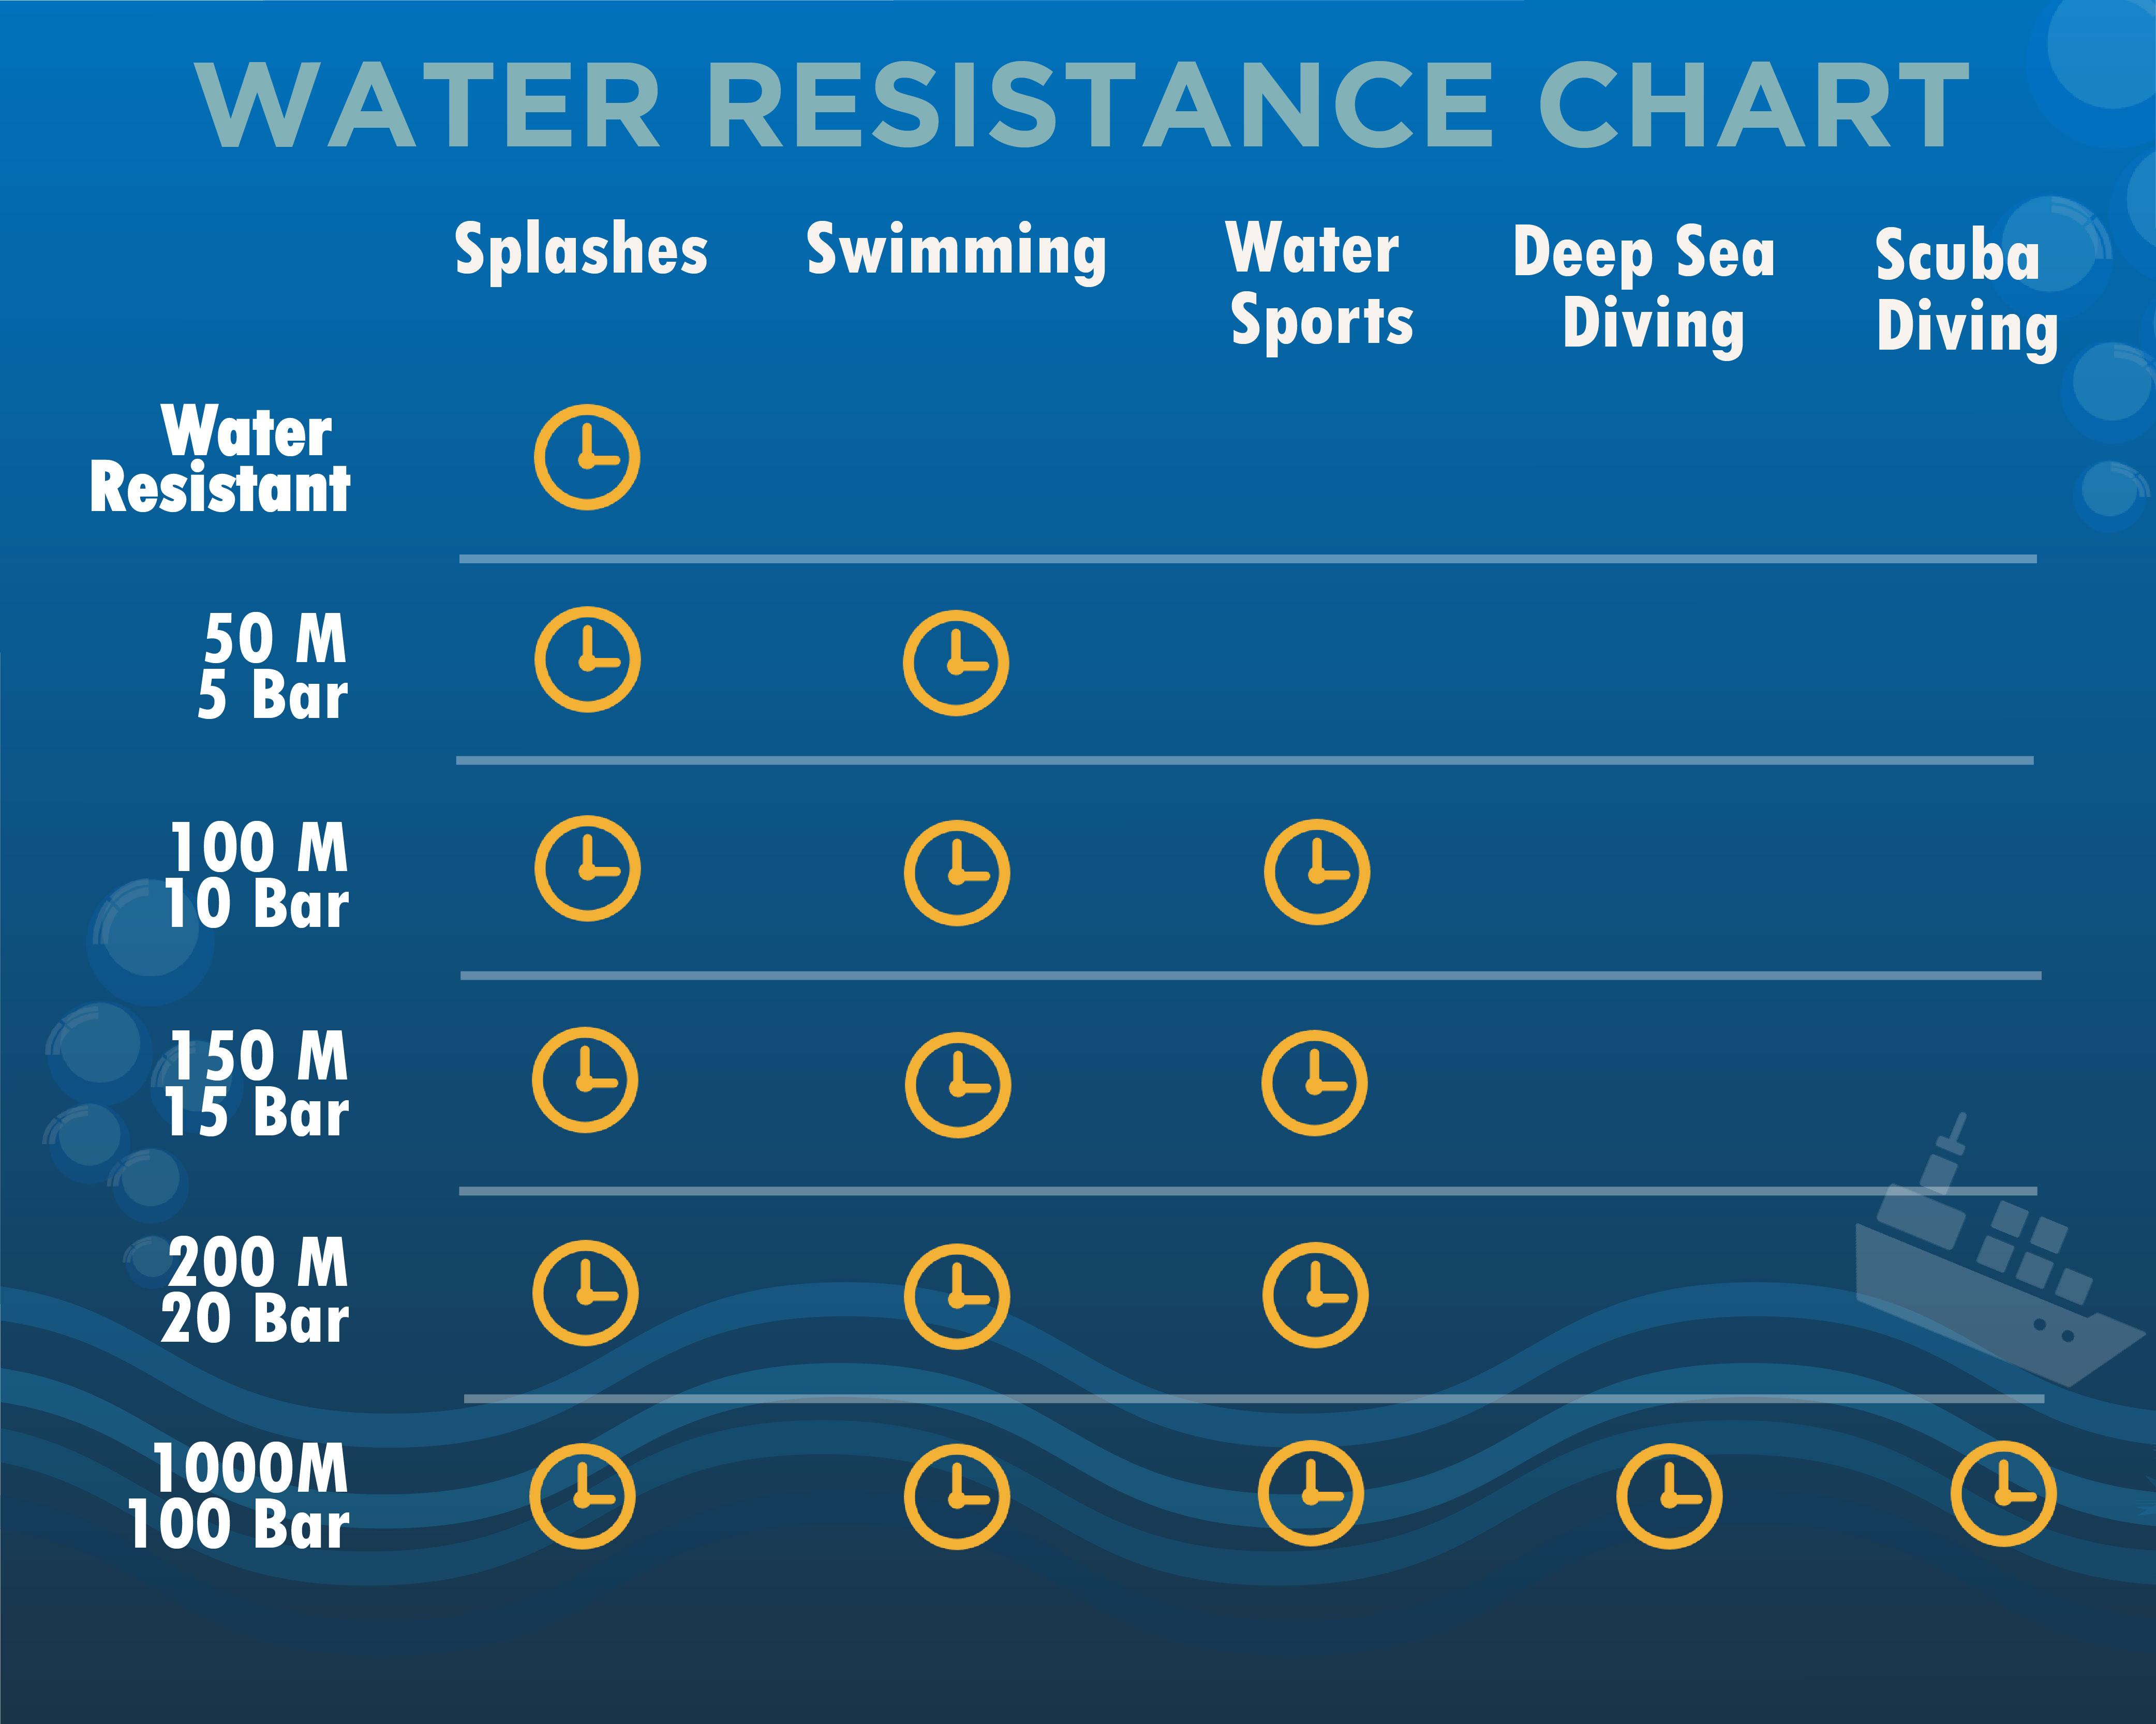 WATER RESISTANCE CHART
Splashes
Swimming
Water
Sports
Deep Sea
Diving
Scuba
Diving
Water
Resistant
50 M
5 Bar
100 M
10 Bar
150 M
15 Bar
200 M
20 Bar
1000M
100 Bar